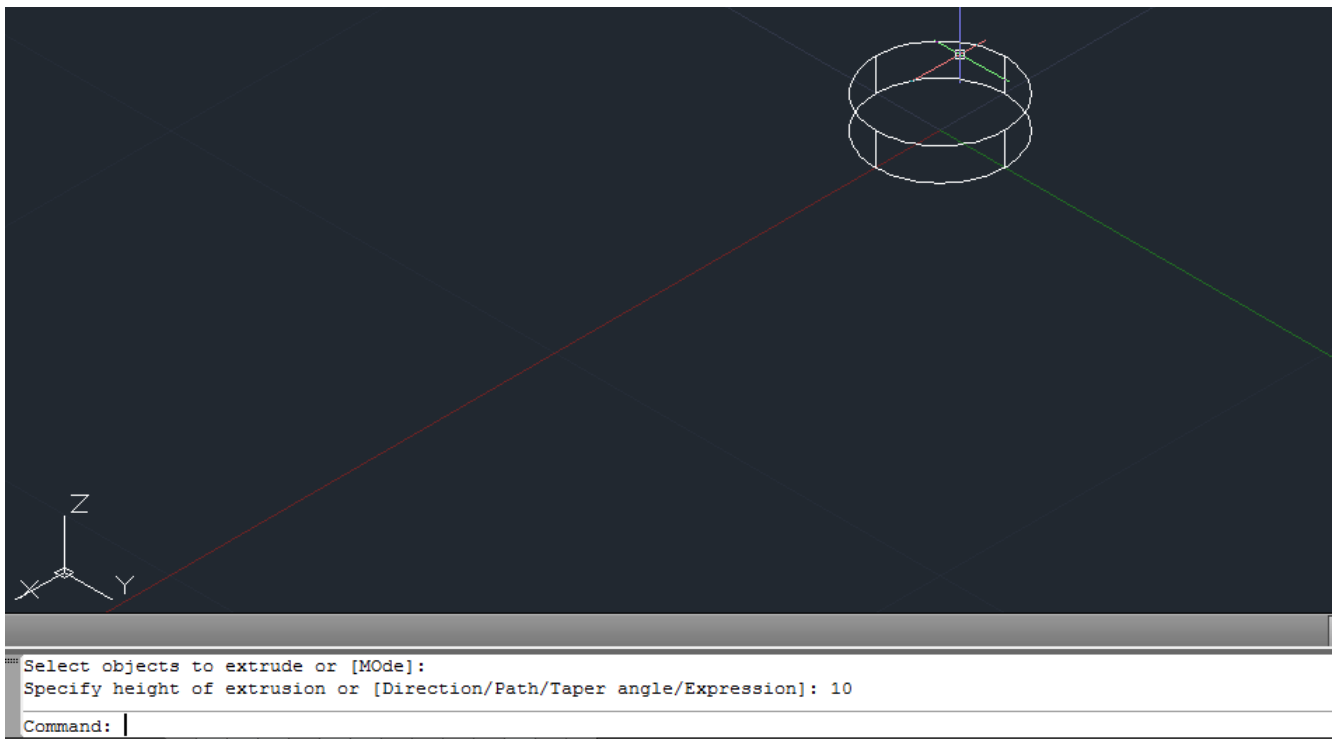 Z
X
Y
Select objects to extrude or [MOde]:
Specify height of extrusion or [Direction/Path/Taper angle/Expression]: 10
Command: